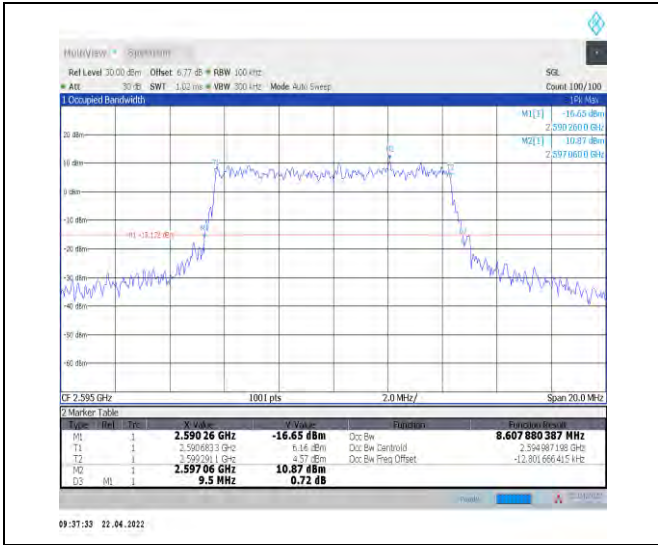 MultiView Spectrum
Ref Level 30.00 dBm Offset 6.77 dB RBW 100 kHz SGL
Att 30 dB SWT 1.02 ms VBW 300 kHz Mode Auto Sweep Count 100/100
1 Occupied Bandwidth 1Pk Max
M1[1] -16.65 dBm
2.590 2600 GHz
M2[1] 10.87 dBm
2.597 0600 GHz
20 dBm
M2
10 dBm
T1 T2
0 dBm
-10 dBm
M1
-20 dBm
-30 dBm
-40 dBm
-50 dBm
-60 dBm
CF 2.595 GHz 1001 pts 2.0 MHz/ Span 20.0 MHz
2 Marker Table
Type Ref Trc X-Value Y-Value Function Function Result
M1 1 2.590 26 GHz -16.65 dBm Occ Bw 8.607 880 387 MHz
T1 1 2.5906833 GHz 6.16 dBm Occ Bw Centroid 2.594 987 198 GHz
T2 1 2.5992911 GHz 4.57 dBm Occ Bw Freq Offset -12.801 666 415 kHz
M2 1 2.597 06 GHz 10.87 dBm
D3 M1 1 9.5 MHz 0.72 dB
09:37:33 22.04.2022